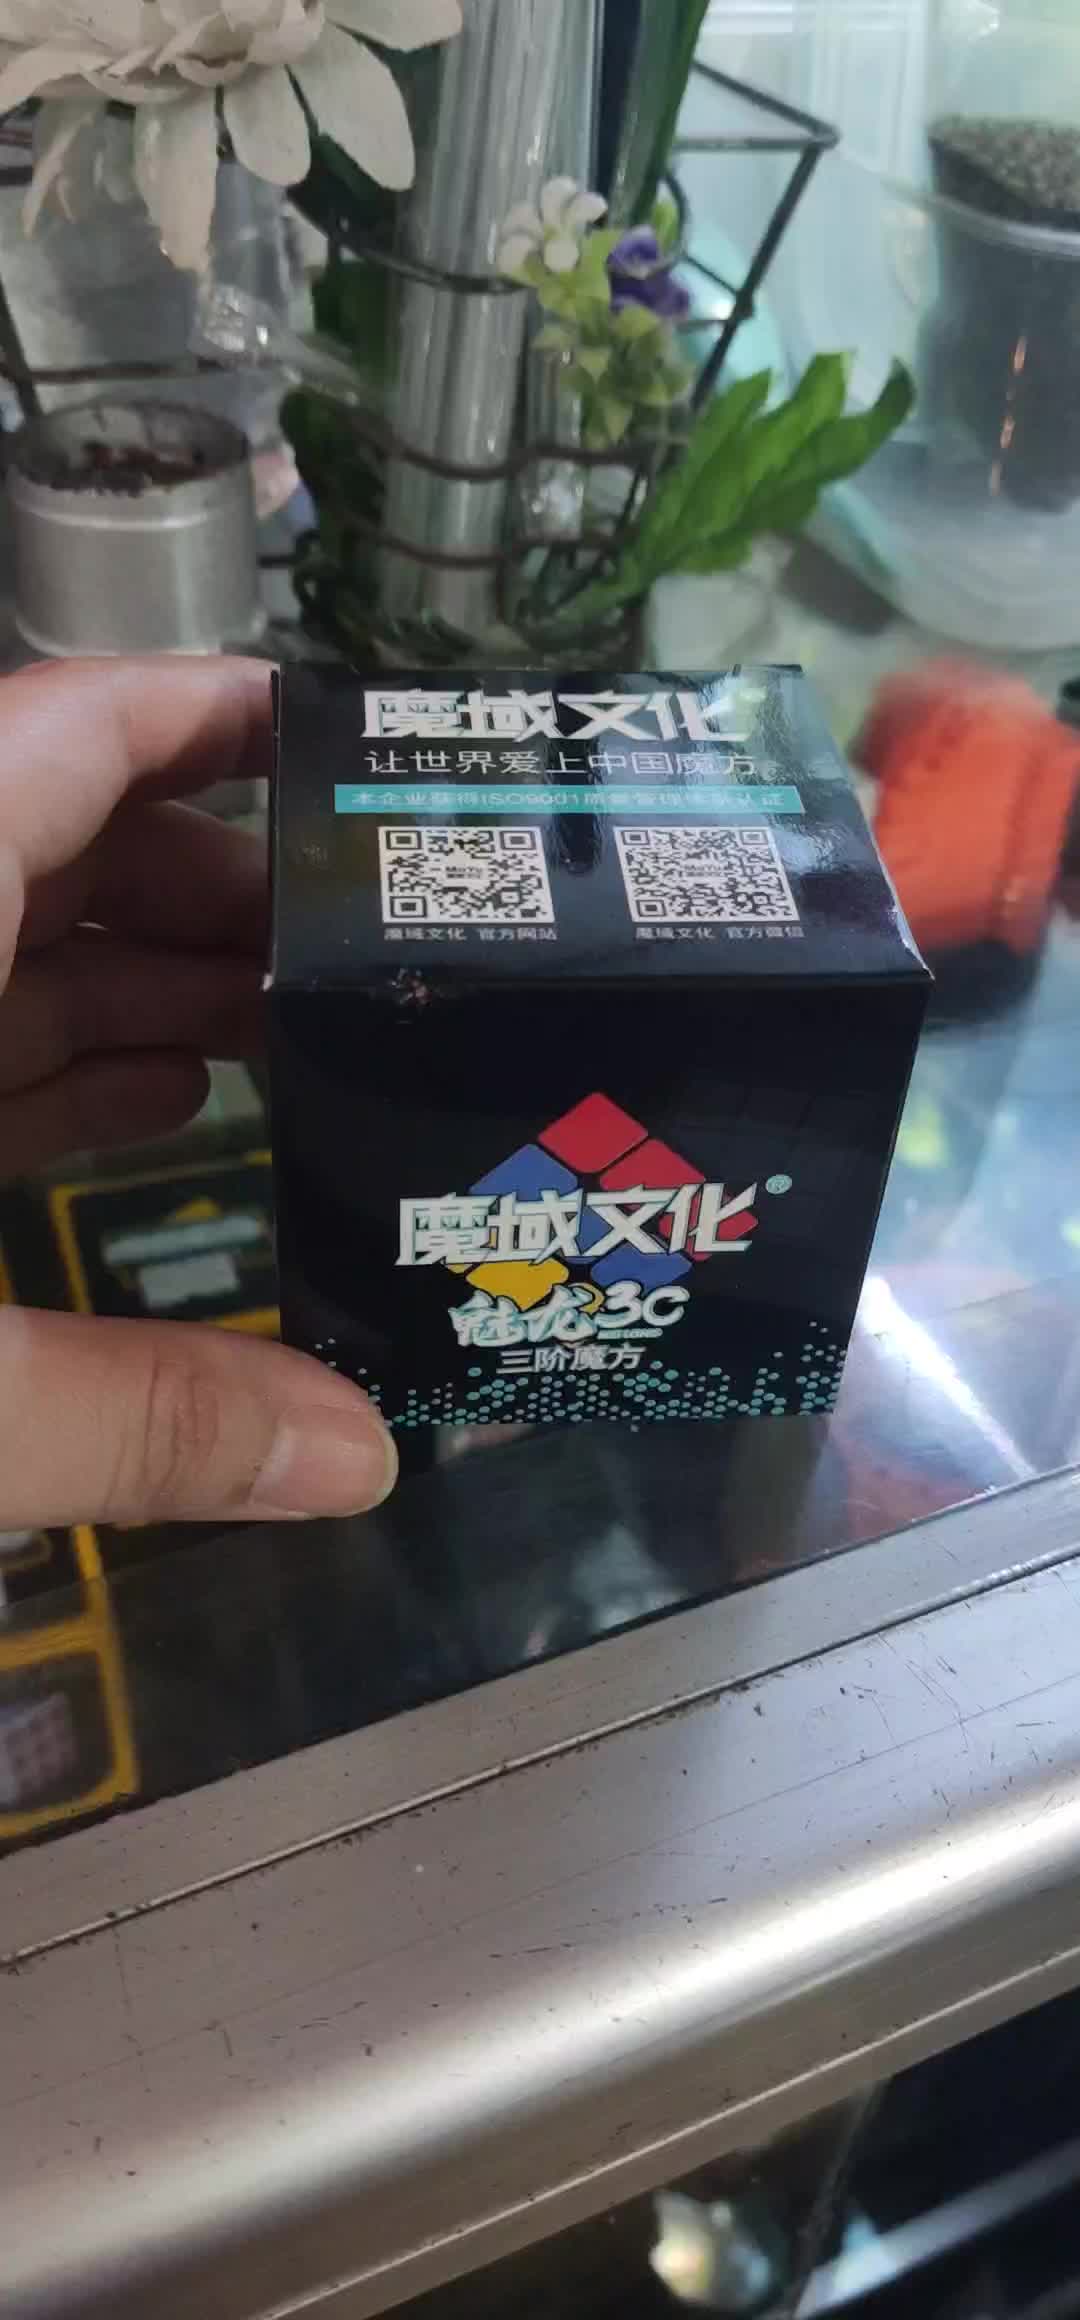 魔域文化
让世界爱上中国魔方
本企业获得ISO9001质量管理体系认证
MoYu
MoYu
魔域文化 官方网站
魔域文化 官方微信
魔域文化®
魅龙3C
MEILONG
三阶魔方